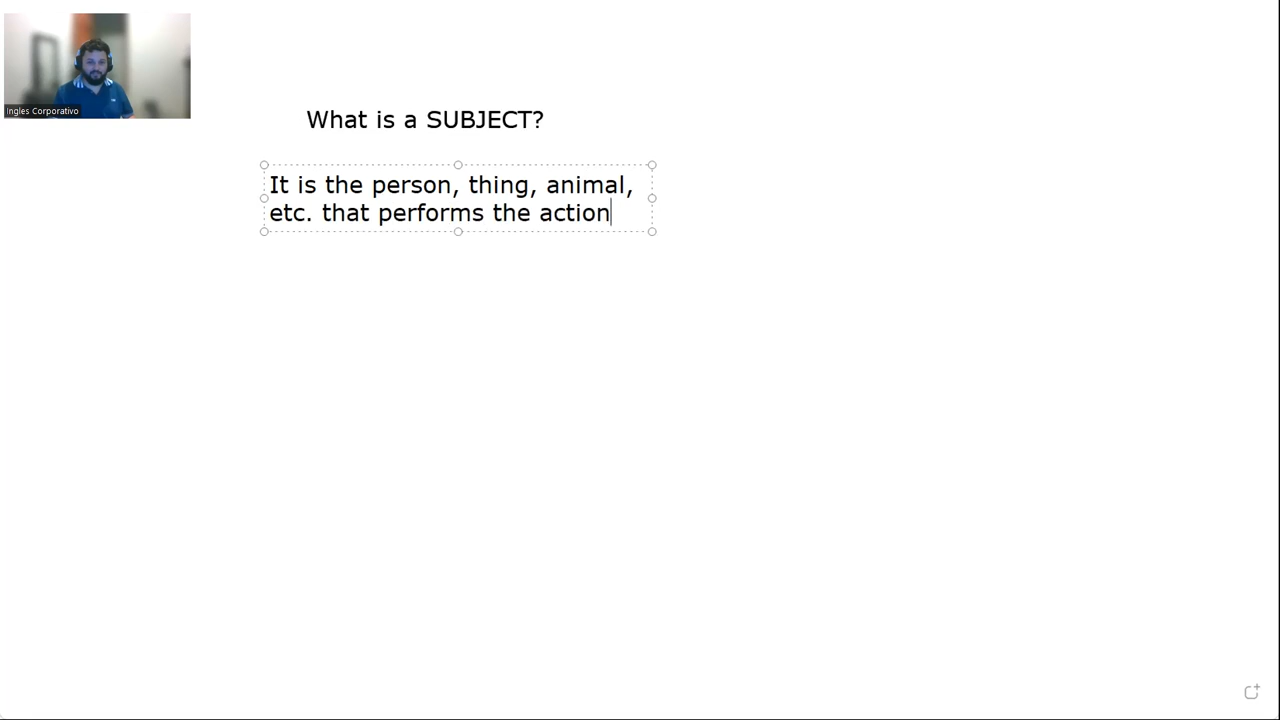 Ingles Corporativo
What is a SUBJECT?
It is the person, thing, animal,
etc. that performs the action